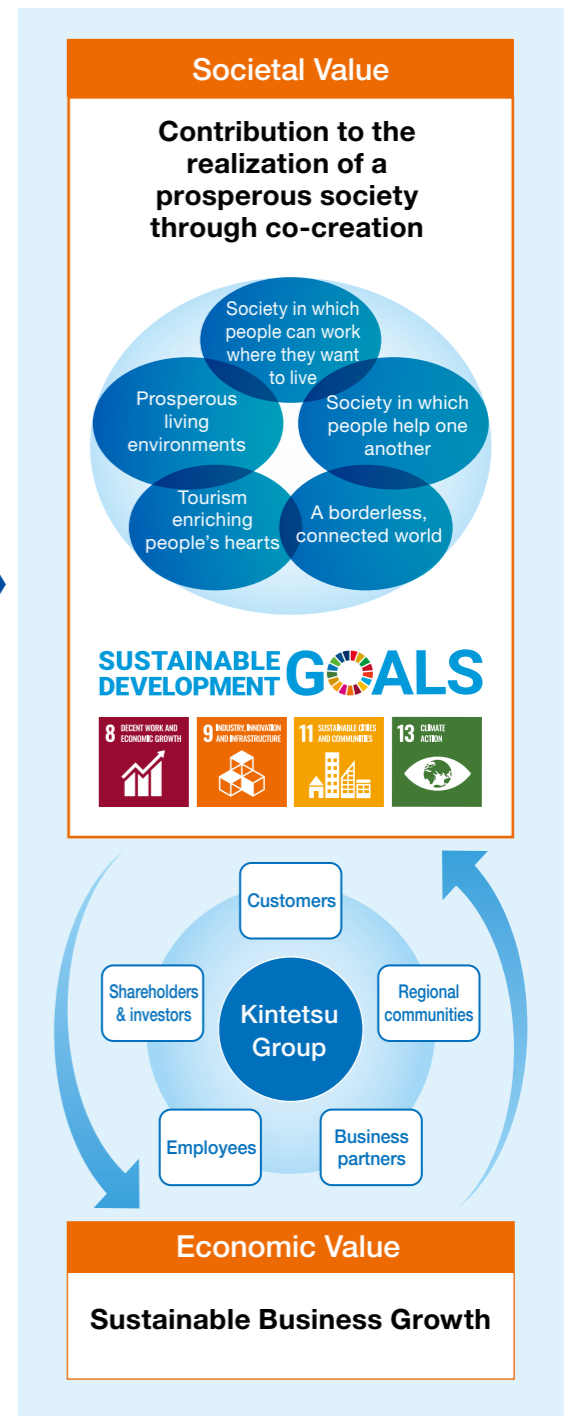 Societal Value
Contribution to the
realization of a
prosperous society
through co-creation
Society in which
people can work
where they want
to live
Prosperous
living
environments
Society in which
people help one
another
Tourism
enriching
people's hearts
A borderless,
connected world
SUSTAINABLE
DEVELOPMENT
GOALS
8 DECENT WORK AND
ECONOMIC GROWTH
9 INDUSTRY, INNOVATION
AND INFRASTRUCTURE
11 SUSTAINABLE CITIES
AND COMMUNITIES
13 CLIMATE
ACTION
Customers
Shareholders
& investors
Kintetsu
Group
Regional
communities
Employees
Business
partners
Economic Value
Sustainable Business Growth